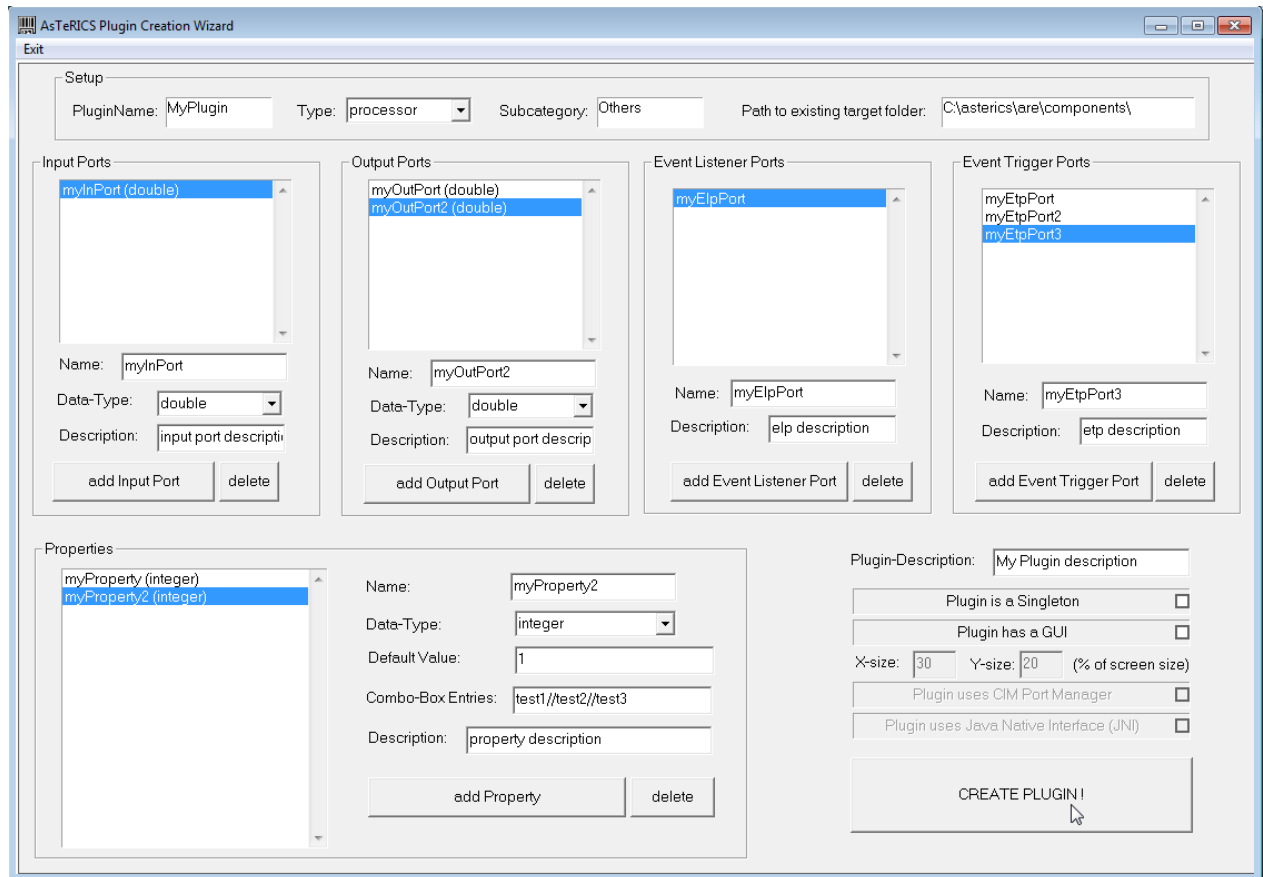 AsTeRICS Plugin Creation Wizard
Exit
Setup
PluginName: MyPlugin Type: processor Subcategory: Others Path to existing target folder: C:\asterics\are\components\
Input Ports
myInPort (double)
Name: myInPort
Data-Type: double
Description: input port descripti
add Input Port delete
Output Ports
myOutPort (double)
myOutPort2 (double)
Name: myOutPort2
Data-Type: double
Description: output port descrip
add Output Port delete
Event Listener Ports
myElpPort
Name: myElpPort
Description: elp description
add Event Listener Port delete
Event Trigger Ports
myEtpPort
myEtpPort2
myEtpPort3
Name: myEtpPort3
Description: etp description
add Event Trigger Port delete
Properties
myProperty (integer)
myProperty2 (integer)
Name: myProperty2
Data-Type: integer
Default Value: 1
Combo-Box Entries: test1//test2//test3
Description: property description
add Property delete
Plugin-Description: My Plugin description
Plugin is a Singleton
Plugin has a GUI
X-size: 30 Y-size: 20 (% of screen size)
Plugin uses CIM Port Manager
Plugin uses Java Native Interface (JNI)
CREATE PLUGIN !